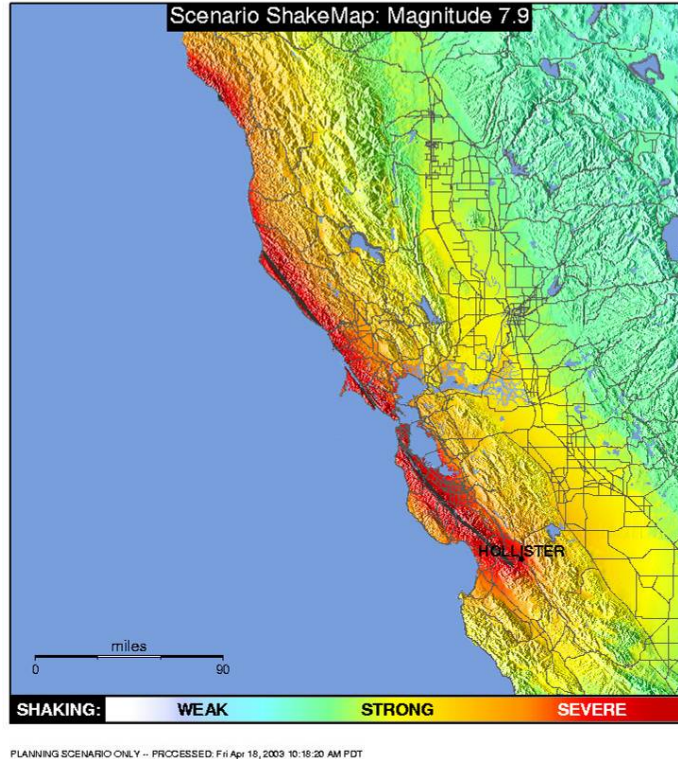 Scenario ShakeMap: Magnitude 7.9
HOLLISTER
miles
0 90
SHAKING: WEAK STRONG SEVERE
PLANNING SCENARIO ONLY -- PROCESSED: Fri Apr 18, 2003 10:18:20 AM PDT